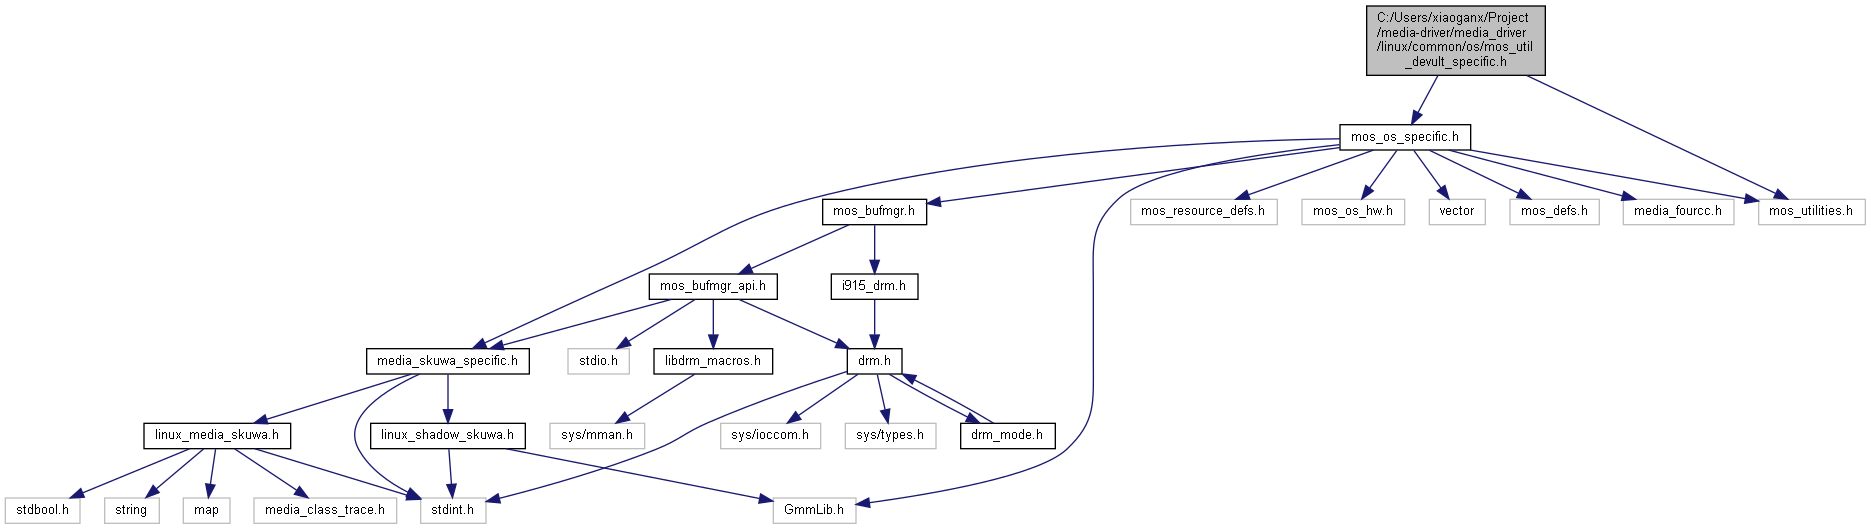 C:/Users/xiaoganx/Project
/media-driver/media_driver
/linux/common/os/mos_util
_devult_specific.h
mos_os_specific.h
mos_bufmgr.h
mos_resource_defs.h
mos_os_hw.h
vector
mos_defs.h
media_fourcc.h
mos_utilities.h
mos_bufmgr_api.h
i915_drm.h
media_skuwa_specific.h
stdio.h
libdrm_macros.h
drm.h
linux_media_skuwa.h
linux_shadow_skuwa.h
sys/mman.h
sys/ioccom.h
sys/types.h
drm_mode.h
stdbool.h
string
map
media_class_trace.h
stdint.h
GmmLib.h